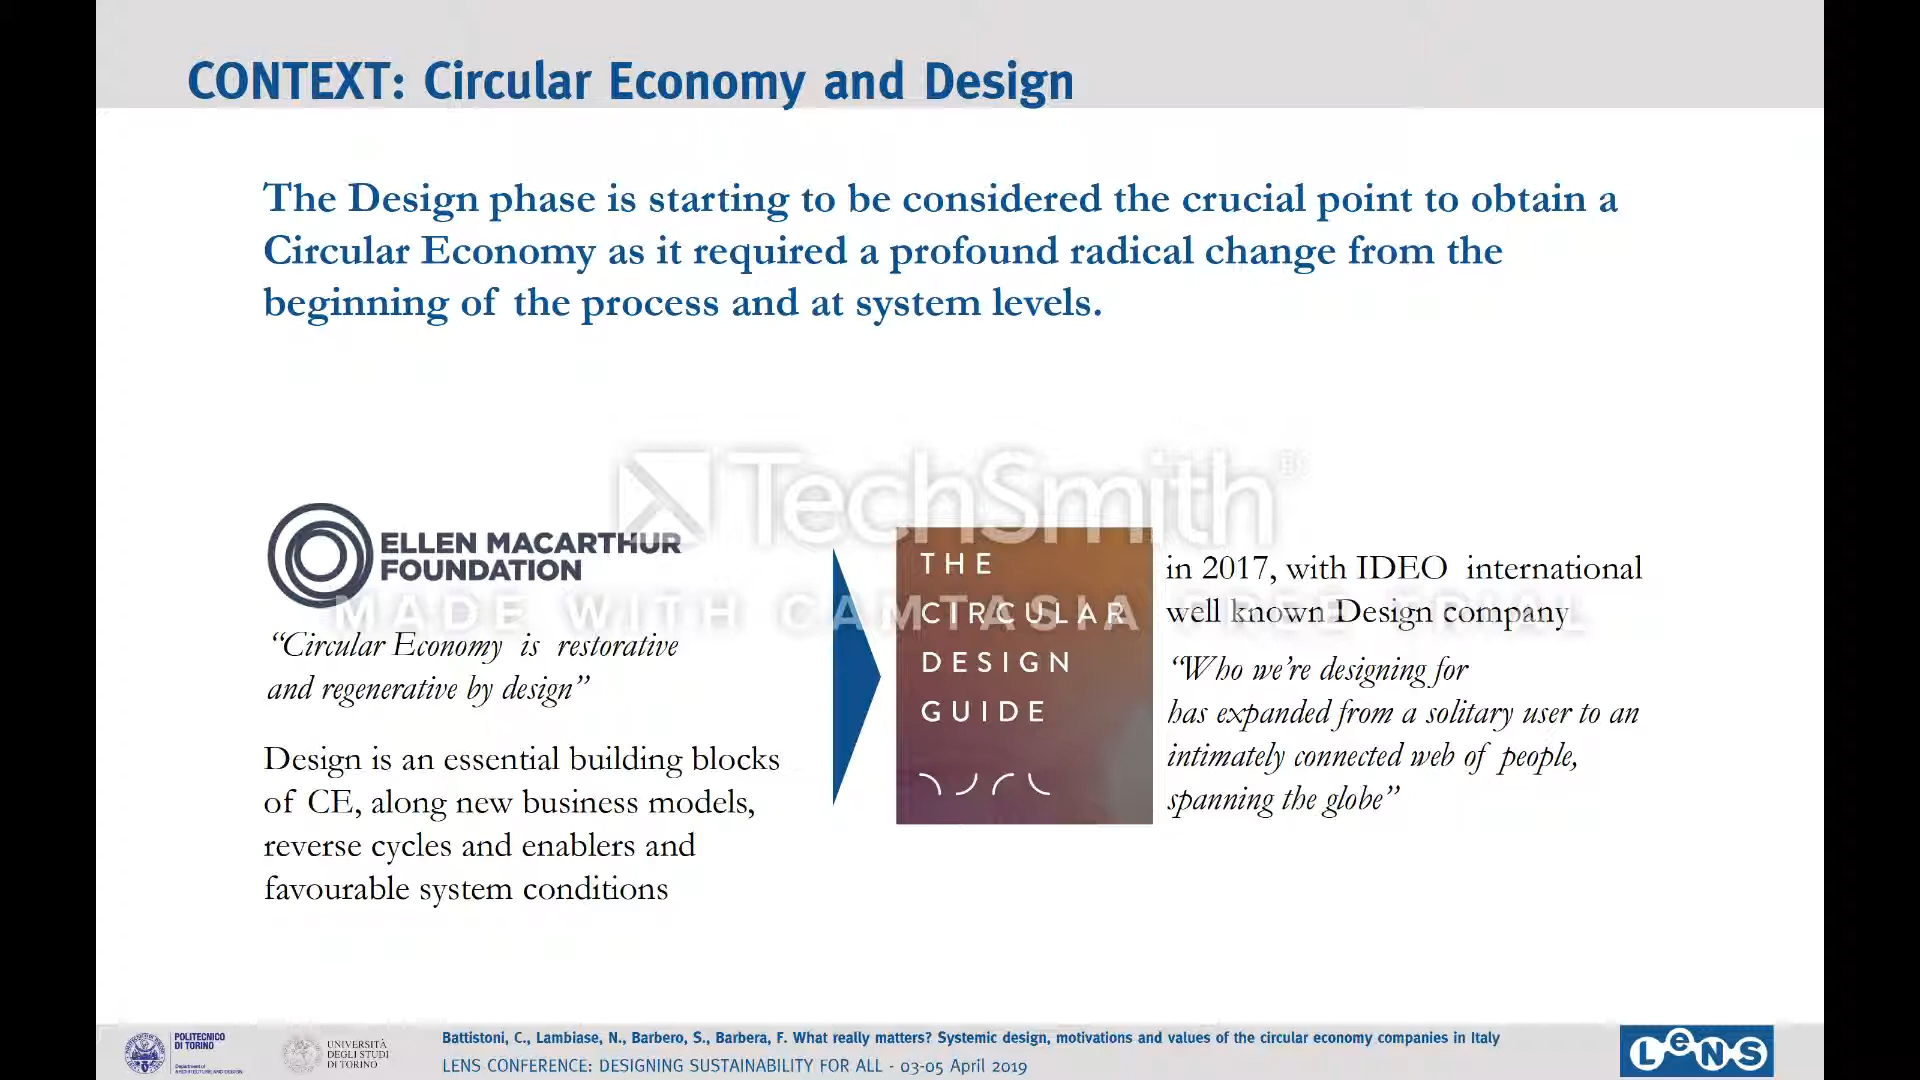 CONTEXT: Circular Economy and Design
The Design phase is starting to be considered the crucial point to obtain a
Circular Economy as it required a profound radical change from the
beginning of the process and at system levels.
TechSmith
MADE WITH CAMTASIA FREE TRIAL
ELLEN MACARTHUR
FOUNDATION
“Circular Economy is restorative
and regenerative by design”
Design is an essential building blocks
of CE, along new business models,
reverse cycles and enablers and
favourable system conditions
THE
CIRCULAR
DESIGN
GUIDE
in 2017, with IDEO international
well known Design company
“Who we’re designing for
has expanded from a solitary user to an
intimately connected web of people,
spanning the globe”
POLITECNICO
DI TORINO
Department of
ARCHITECTURE AND DESIGN
UNIVERSITÀ
DEGLI STUDI
DI TORINO
Battistoni, C., Lambiase, N., Barbero, S., Barbera, F. What really matters? Systemic design, motivations and values of the circular economy companies in Italy
LENS CONFERENCE: DESIGNING SUSTAINABILITY FOR ALL - 03-05 April 2019
LeNS